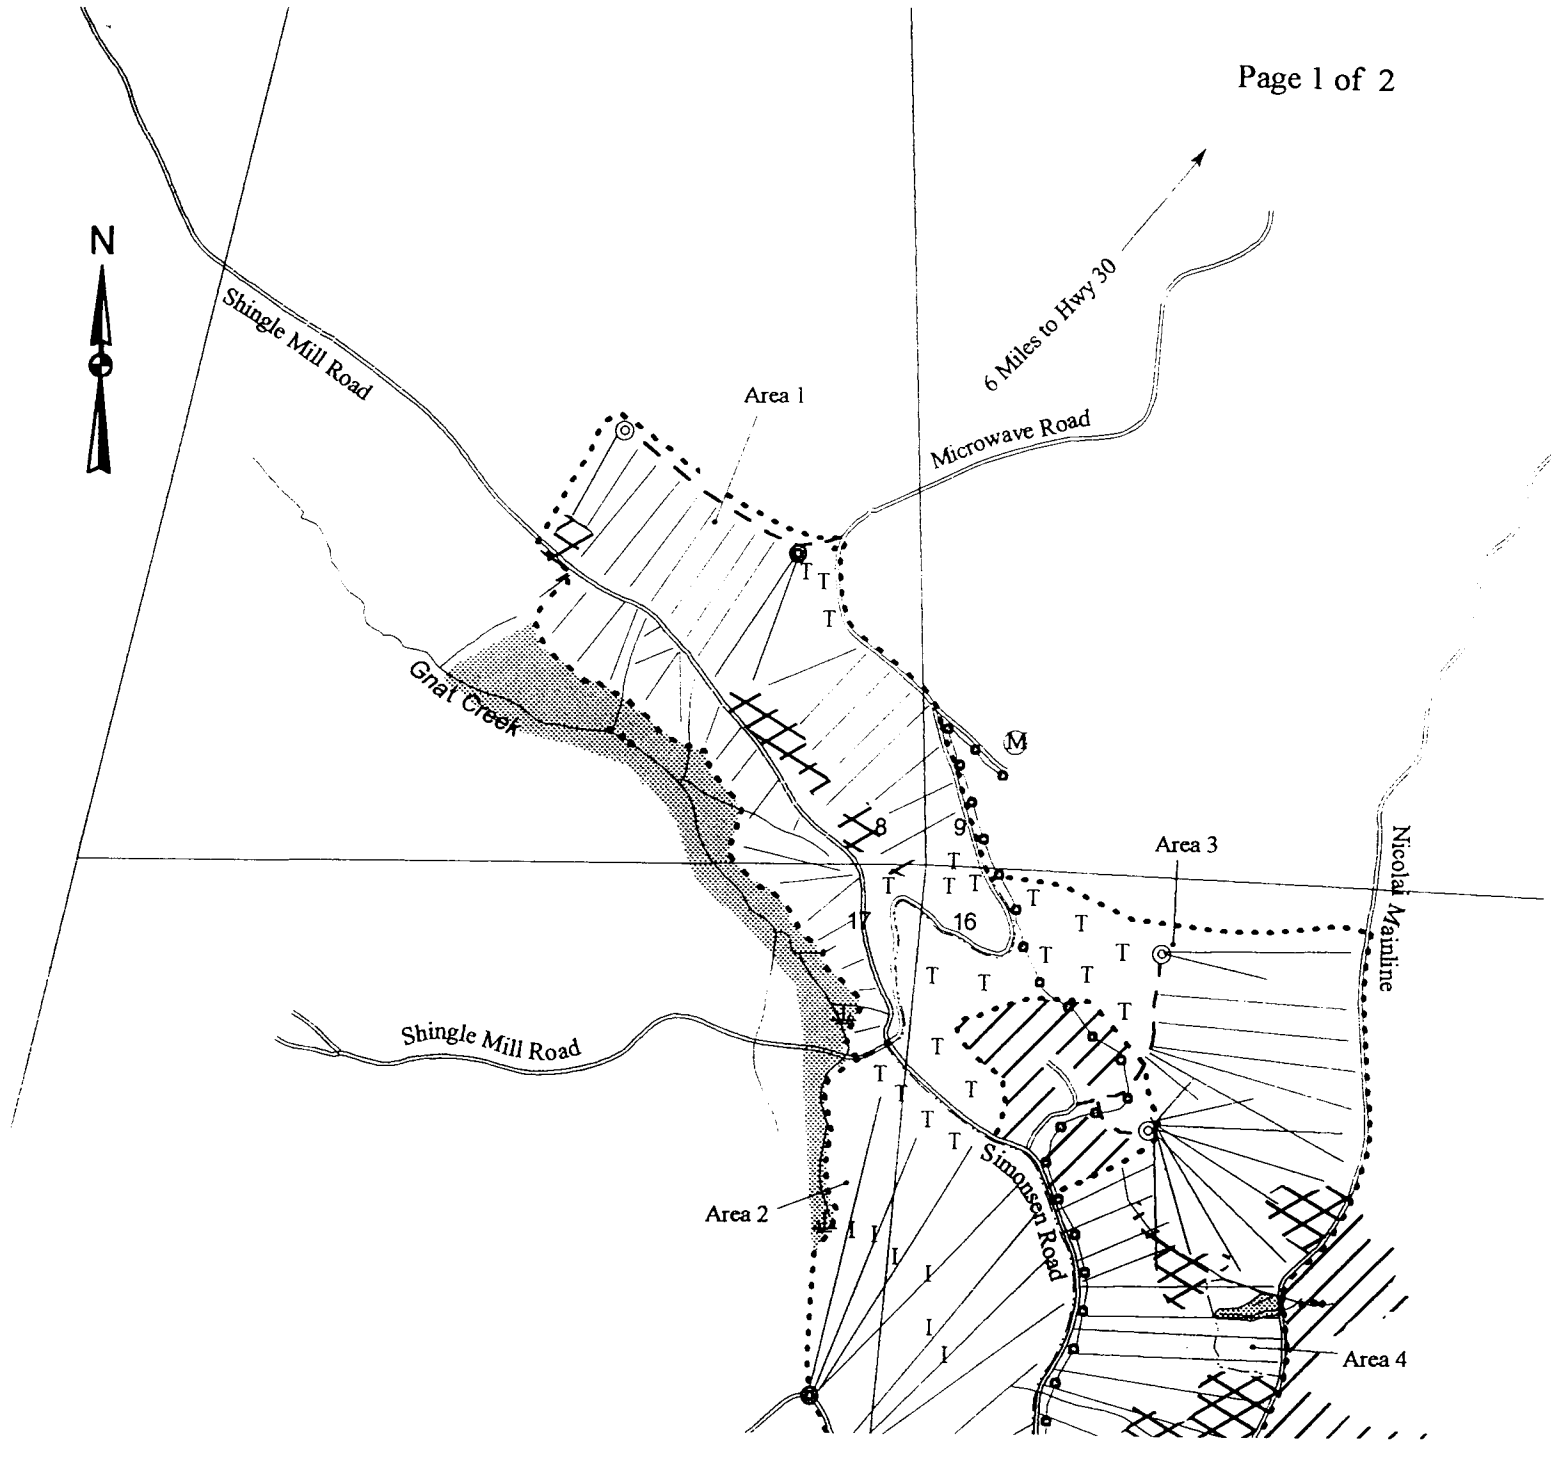 Page 1 of 2
N
6 Miles to Hwy 30
Shingle Mill Road
Area 1
Microwave Road
T
T
T
Gnat Creek
M
8
9
Area 3
Nicolai Mainline
T
T
T
T
T
17
16
T
T
T
T
T
T
T
T
Shingle Mill Road
T
T
T
T
T
T
Simonsen Road
Area 2
I
I
I
I
I
I
Area 4